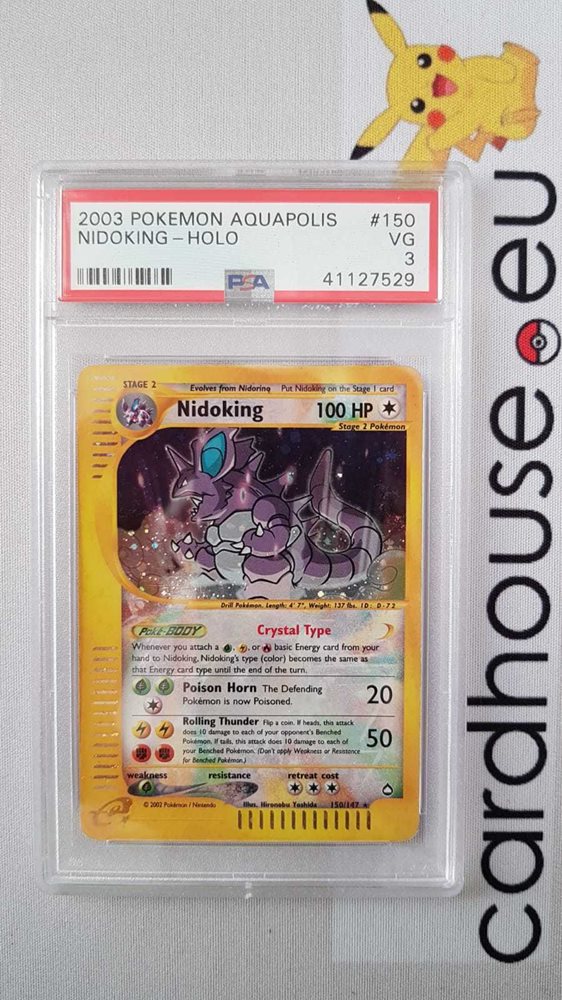 2003 POKEMON AQUAPOLIS #150
NIDOKING - HOLO VG
3
PSA 41127529
STAGE 2 Evolves from Nidorino Put Nidoking on the Stage 1 card
Nidoking 100 HP
Stage 2 Pokémon
Drill Pokémon. Length: 4' 7", Weight: 137 lbs. ID: D-72
Poké-BODY Crystal Type
Whenever you attach a , , or basic Energy card from your
hand to Nidoking, Nidoking's type (color) becomes the same as
that Energy card type until the end of the turn.
Poison Horn The Defending 20
Pokémon is now Poisoned.
Rolling Thunder Flip a coin. If heads, this attack 50
does 10 damage to each of your opponent's Benched
Pokémon. If tails, this attack does 10 damage to each of
your Benched Pokémon. (Don't apply Weakness or Resistance
for Benched Pokémon.)
weakness resistance retreat cost
© 2002 Pokémon / Nintendo Illus. Hironobu Yoshida 150/147 ★
e
cardhouse.eu